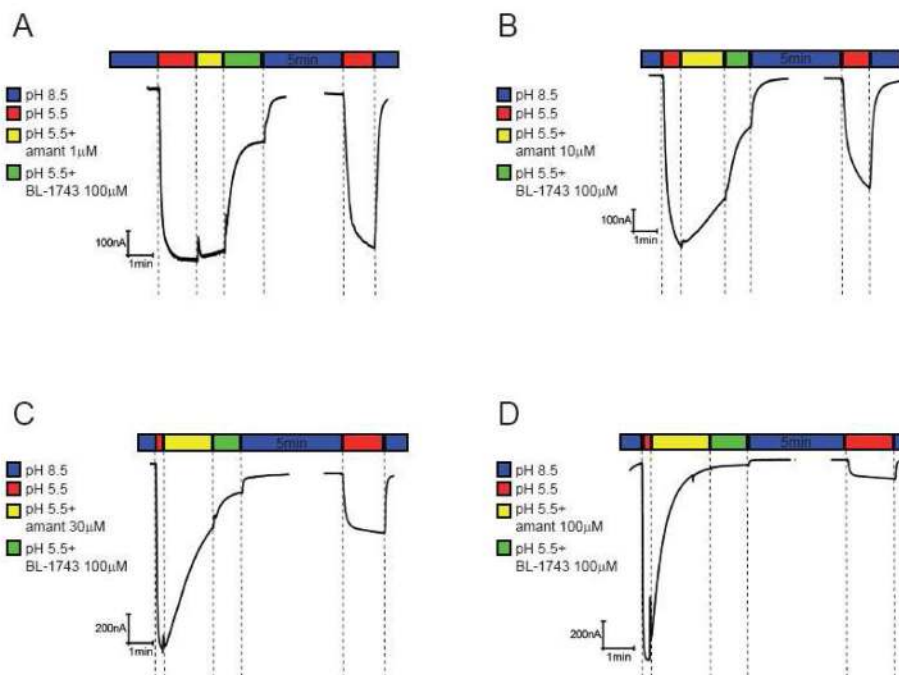 A
5min
pH 8.5
pH 5.5
pH 5.5+
amant 1μM
pH 5.5+
BL-1743 100μM
100nA
1min
B
5min
pH 8.5
pH 5.5
pH 5.5+
amant 10μM
pH 5.5+
BL-1743 100μM
100nA
1min
C
5min
pH 8.5
pH 5.5
pH 5.5+
amant 30μM
pH 5.5+
BL-1743 100μM
200nA
1min
D
5min
pH 8.5
pH 5.5
pH 5.5+
amant 100μM
pH 5.5+
BL-1743 100μM
200nA
1min